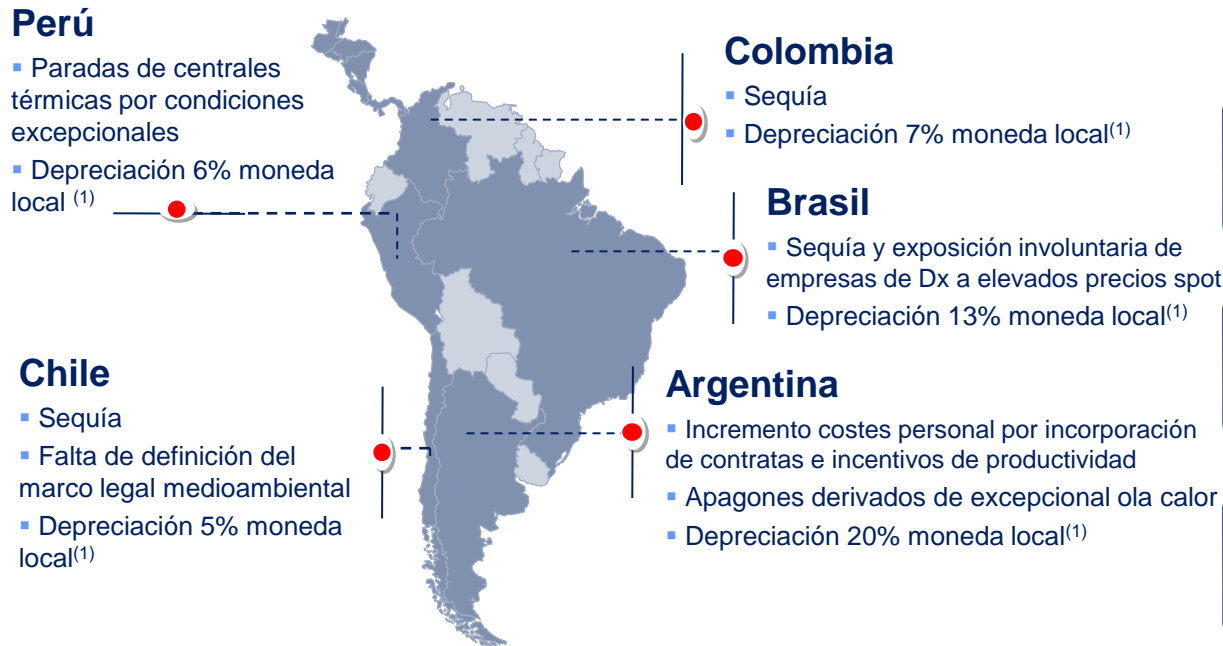 Perú
▪ Paradas de centrales
térmicas por condiciones
excepcionales
▪ Depreciación 6% moneda
local (1)
Colombia
▪ Sequía
▪ Depreciación 7% moneda local(1)
Brasil
▪ Sequía y exposición involuntaria de
empresas de Dx a elevados precios spot
▪ Depreciación 13% moneda local(1)
Chile
▪ Sequía
▪ Falta de definición del
marco legal medioambiental
▪ Depreciación 5% moneda
local(1)
Argentina
▪ Incremento costes personal por incorporación
de contratas e incentivos de productividad
▪ Apagones derivados de excepcional ola calor
▪ Depreciación 20% moneda local(1)